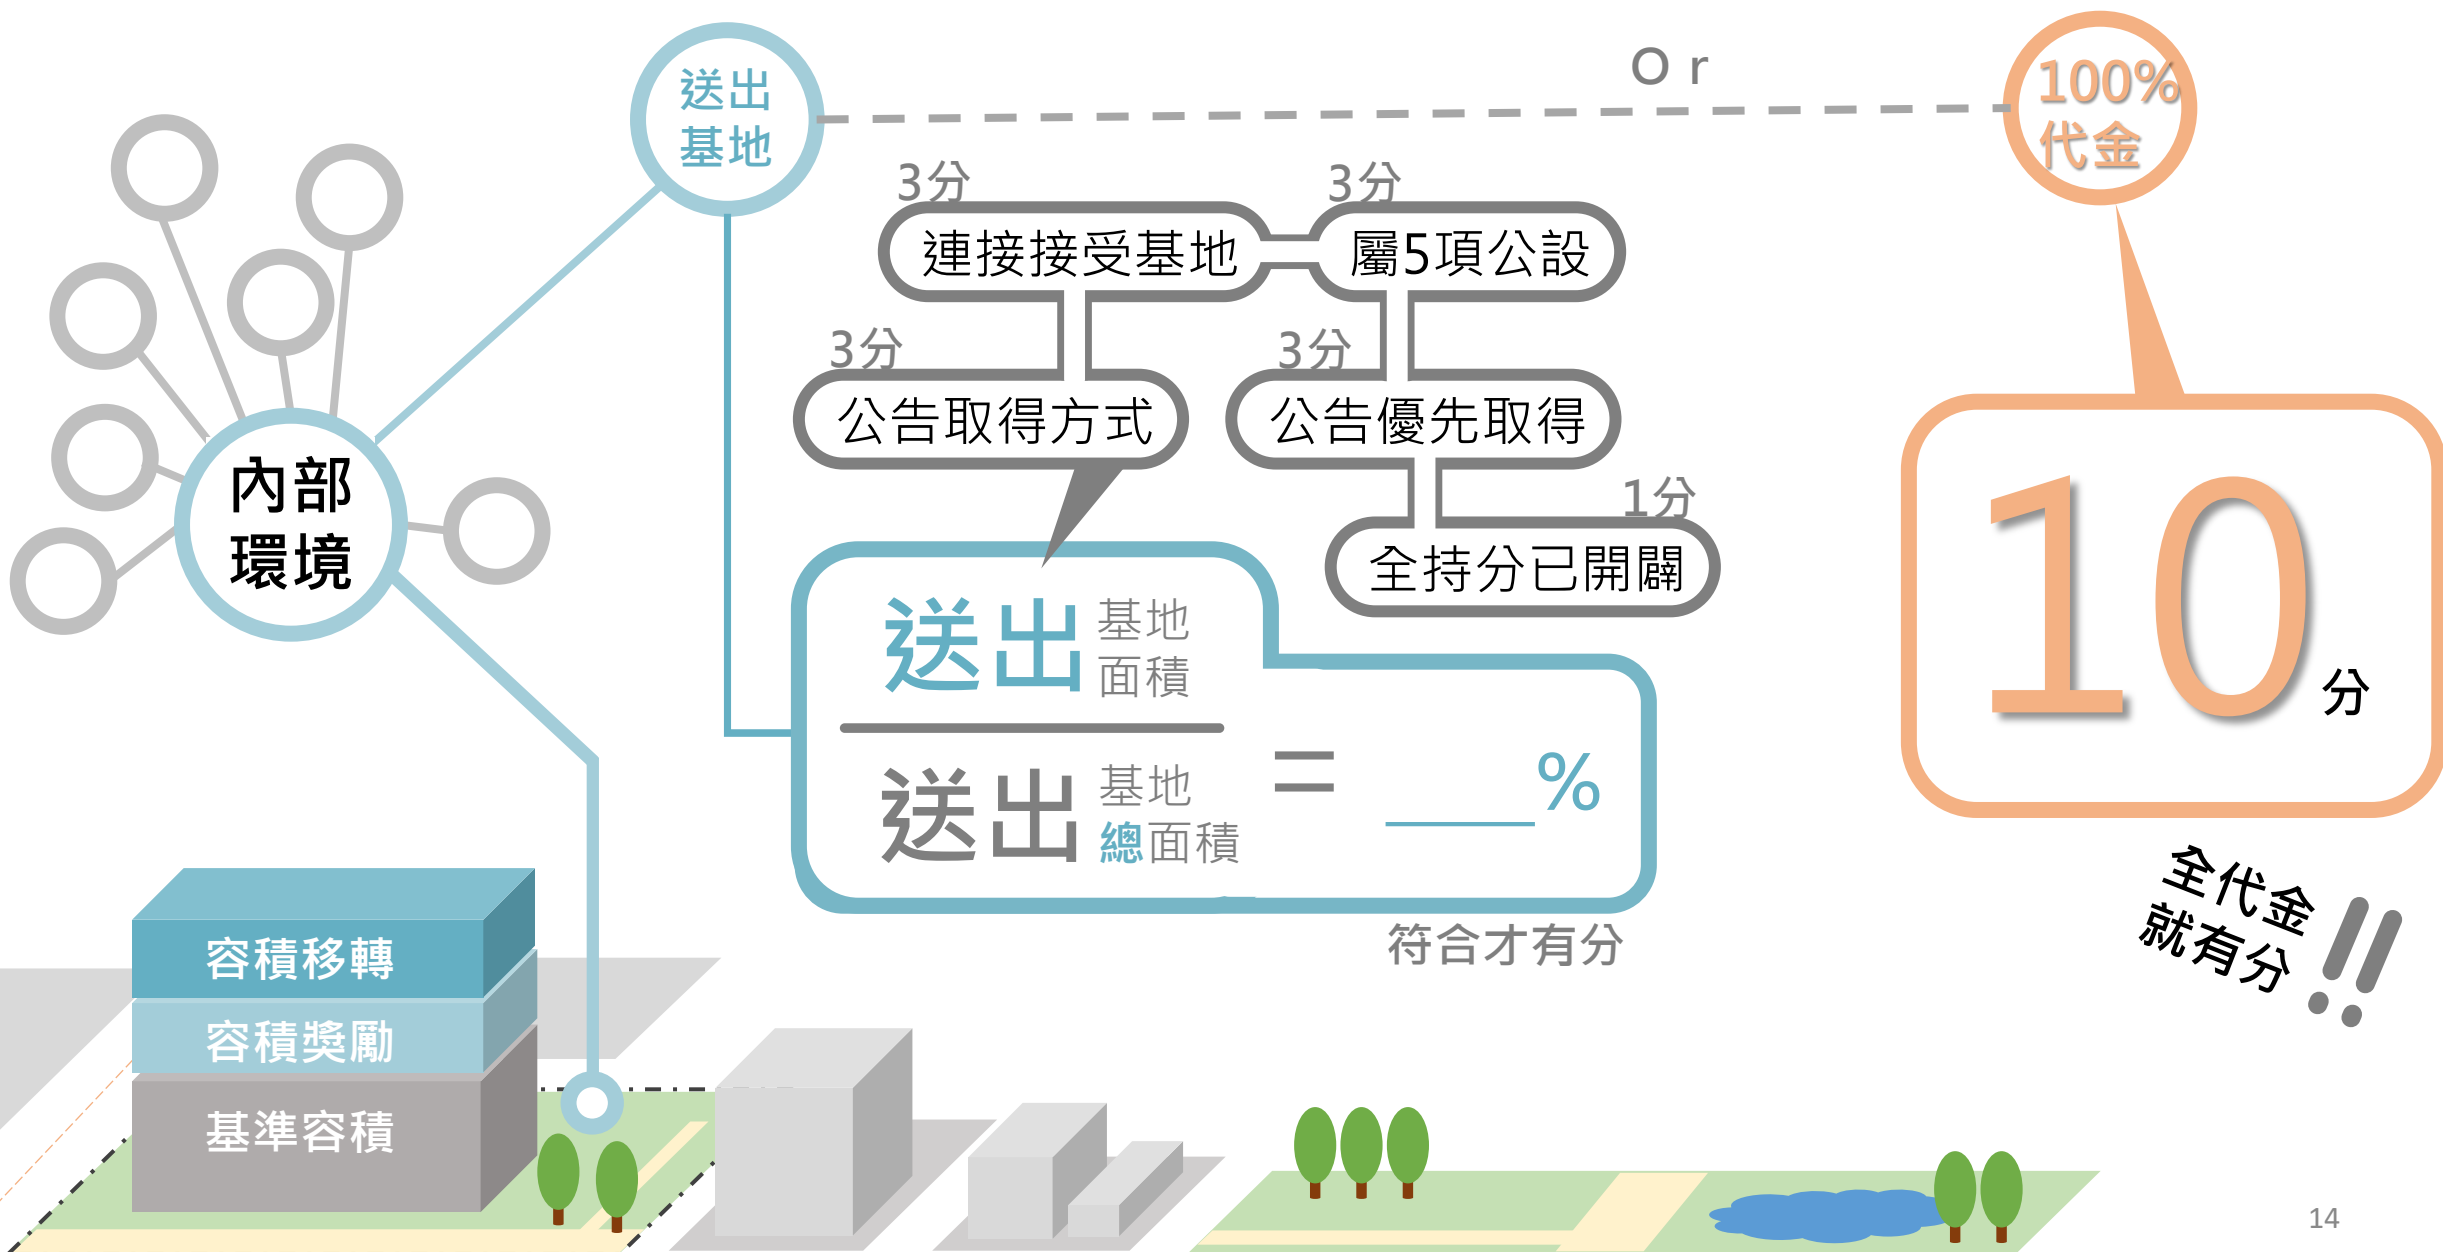 送出
基地
Or
100%
代金
3分
連接接受基地
3分
屬5項公設
3分
公告取得方式
3分
公告優先取得
1分
全持分已開闢
內部
環境
送出 基地
面積
送出 基地
總面積
= ___%
符合才有分
10分
全代金
就有分!!
容積移轉
容積獎勵
基準容積
14